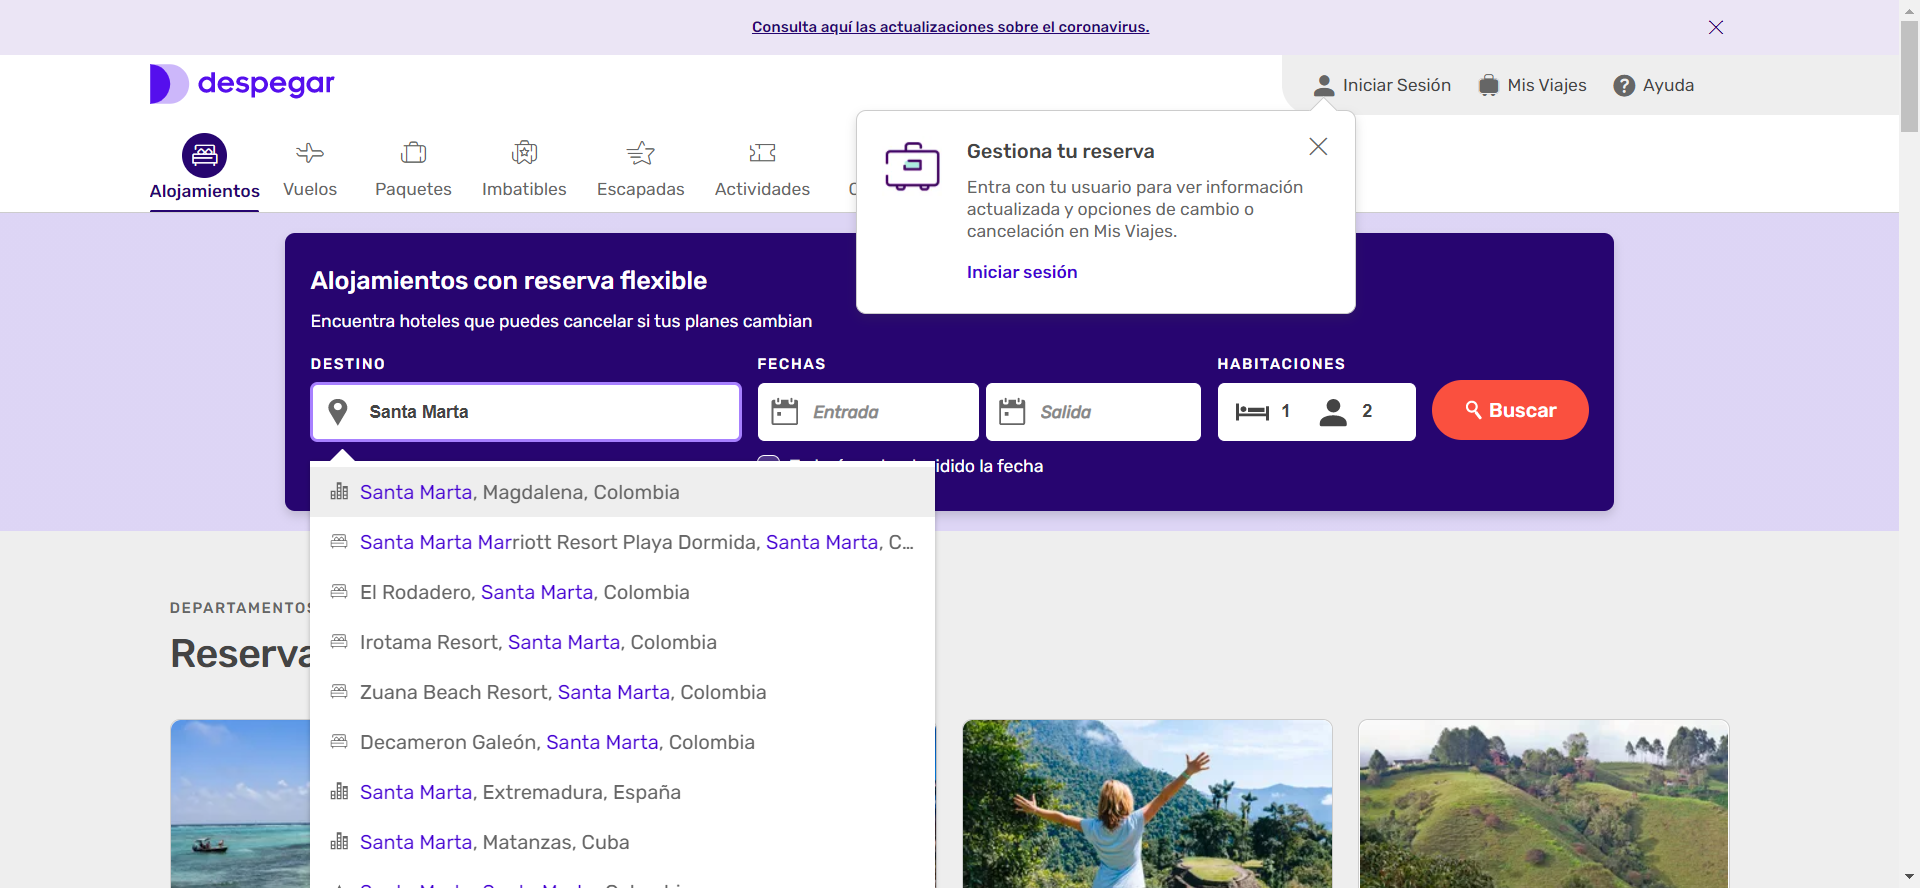 Consulta aquí las actualizaciones sobre el coronavirus.
despegar
Iniciar Sesión
Mis Viajes
Ayuda
Alojamientos
Vuelos
Paquetes
Imbatibles
Escapadas
Actividades
Gestiona tu reserva
Entra con tu usuario para ver información
actualizada y opciones de cambio o
cancelación en Mis Viajes.
Iniciar sesión
Alojamientos con reserva flexible
Encuentra hoteles que puedes cancelar si tus planes cambian
DESTINO
FECHAS
HABITACIONES
Santa Marta
Entrada
Salida
1
2
Buscar
la fecha
Santa Marta, Magdalena, Colombia
Santa Marta Marriott Resort Playa Dormida, Santa Marta, C...
El Rodadero, Santa Marta, Colombia
Irotama Resort, Santa Marta, Colombia
Zuana Beach Resort, Santa Marta, Colombia
Decameron Galeón, Santa Marta, Colombia
Santa Marta, Extremadura, España
Santa Marta, Matanzas, Cuba
DEPARTAMENTOS
Reserva